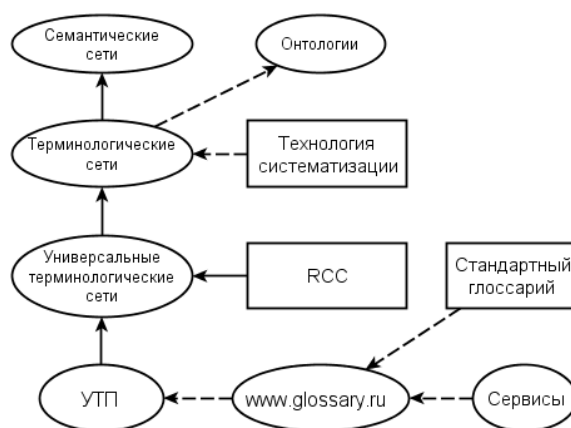 Семантические
сети
Онтологии
Терминологические
сети
Технология
систематизации
Универсальные
терминологические
сети
RCC
Стандартный
глоссарий
УТП
www.glossary.ru
Сервисы